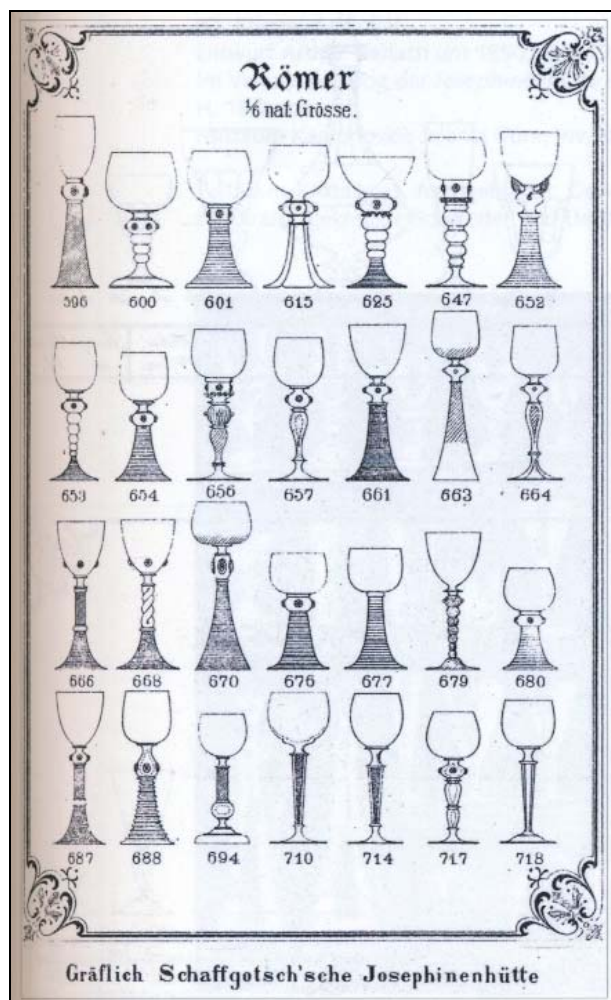 Römer
⅙ nat: Grösse.
596 600 601 615 625 647 652
653 654 656 657 661 663 664
666 668 670 676 677 679 680
687 688 694 710 714 717 718
Gräflich Schaffgotsch'sche Josephinenhütte